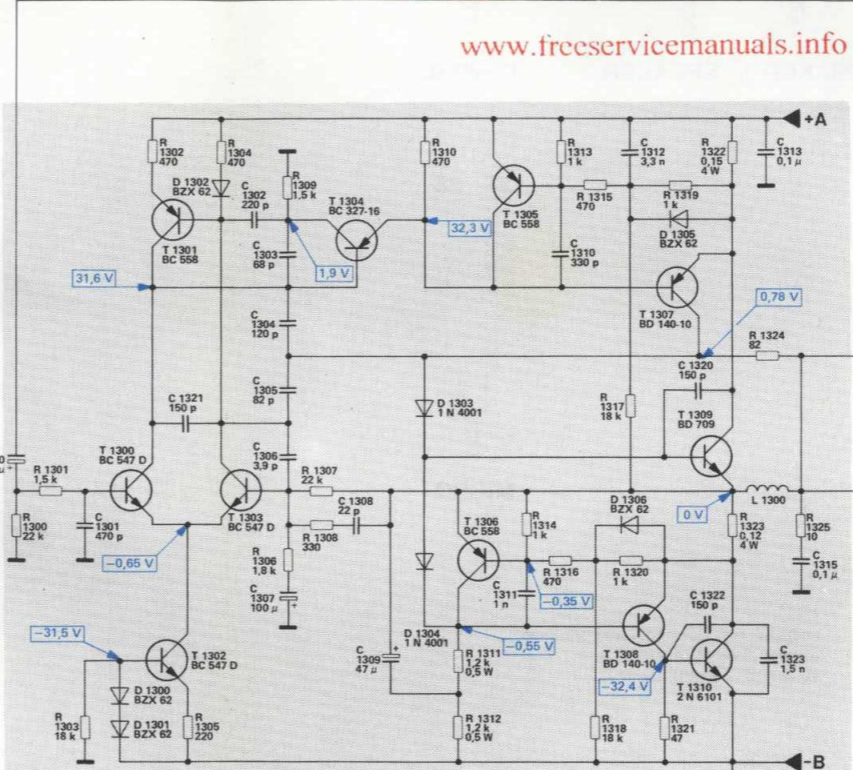 www.freeservicemanuals.info
+A
R
1302
470
R
1304
470
D 1302
BZX 62
C
1302
220 p
R
1309
1,5 k
T 1304
BC 327-16
R
1310
470
T 1305
BC 558
R
1313
1 k
R 1315
470
C
1312
3,3 n
R 1319
1 k
R
1322
0,15
4 W
C
1313
0,1 µ
T 1301
BC 558
C
1303
68 p
32,3 V
D 1305
BZX 62
31,6 V
1,9 V
C
1310
330 p
T 1307
BD 140-10
0,78 V
C
1304
120 p
R 1324
82
C 1320
150 p
C 1321
150 p
C
1305
82 p
D 1303
1 N 4001
R
1317
18 k
T 1309
BD 709
C
1306
3,9 p
T 1300
BC 547 D
R 1301
1,5 k
R 1307
22 k
T 1303
BC 547 D
C 1308
22 p
D 1306
BZX 62
0 V
L 1300
R
1300
22 k
C
1301
470 p
R 1308
330
T 1306
BC 558
R
1314
1 k
R
1323
0,12
4 W
R
1325
10
−0,65 V
R
1306
1,8 k
R 1316
470
R 1320
1 k
C
1315
0,1 µ
C
1307
100 µ
C
1311
1 n
−0,35 V
C 1322
150 p
−31,5 V
T 1302
BC 547 D
D 1304
1 N 4001
−0,55 V
T 1308
BD 140-10
C
1309
47 µ
R 1311
1,2 k
0,5 W
−32,4 V
T 1310
2 N 6101
C
1323
1,5 n
D 1300
BZX 62
R
1303
18 k
D 1301
BZX 62
R
1305
220
R 1312
1,2 k
0,5 W
R
1318
18 k
R
1321
47
-B